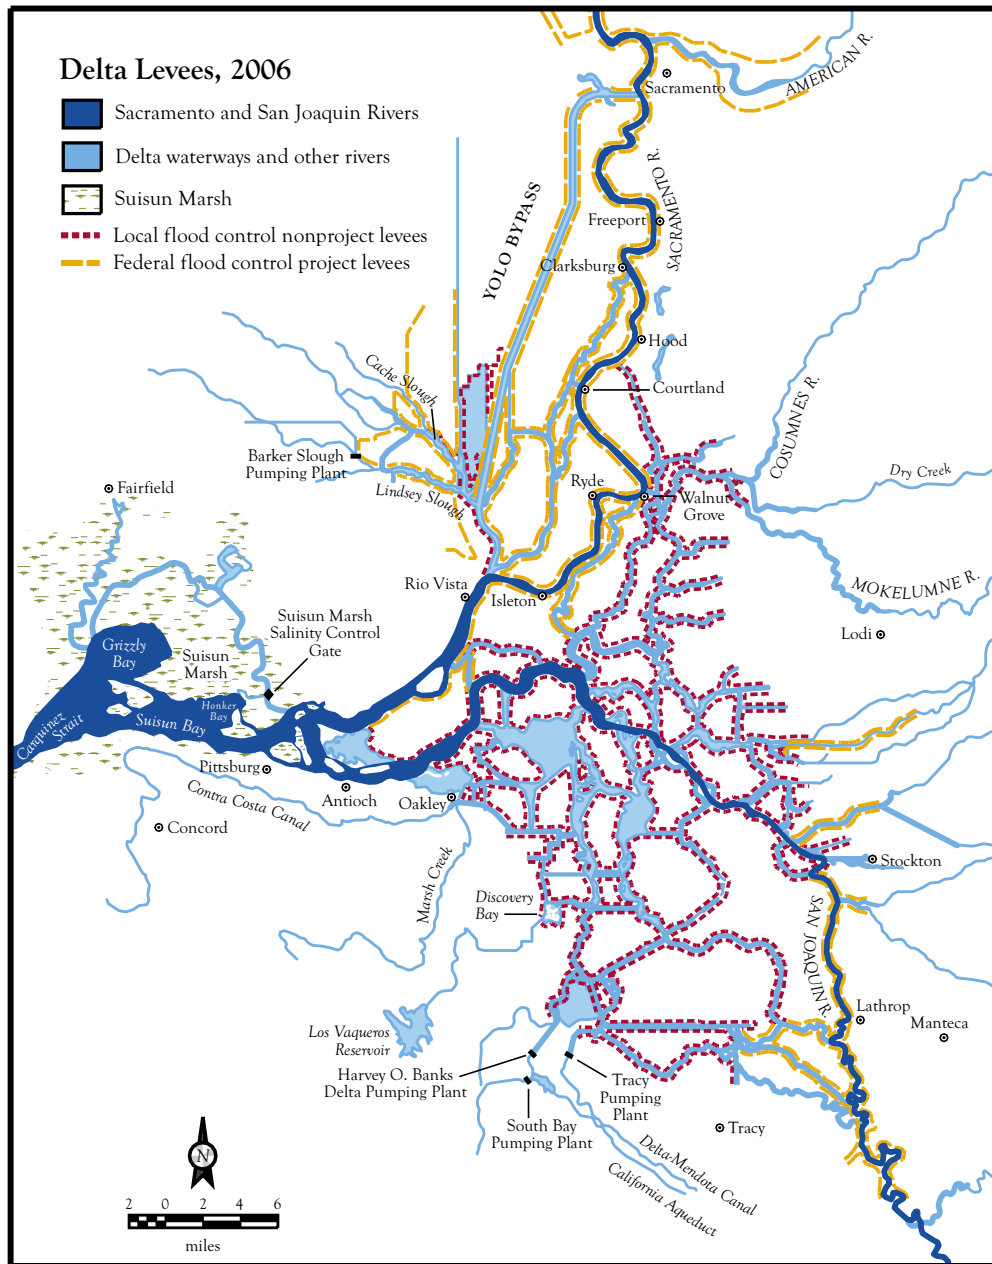 Delta Levees, 2006
Sacramento and San Joaquin Rivers
Delta waterways and other rivers
Suisun Marsh
Local flood control nonproject levees
Federal flood control project levees
AMERICAN R.
Sacramento
SACRAMENTO R.
YOLO BYPASS
Freeport
Clarksburg
Hood
Cache Slough
Courtland
COSUMNES R.
Barker Slough
Pumping Plant
Lindsey Slough
Dry Creek
Fairfield
Ryde
Walnut
Grove
MOKELUMNE R.
Rio Vista
Isleton
Suisun Marsh
Salinity Control
Gate
Lodi
Grizzly
Bay
Suisun
Marsh
Honker
Bay
Suisun Bay
Carquinez
Strait
Pittsburg
Antioch
Oakley
Contra Costa Canal
Concord
Marsh Creek
Stockton
Discovery
Bay
SAN JOAQUIN R.
Lathrop
Manteca
Los Vaqueros
Reservoir
Harvey O. Banks
Delta Pumping Plant
Tracy
Pumping
Plant
South Bay
Pumping Plant
Tracy
Delta-Mendota Canal
California Aqueduct
N
2 0 2 4 6
miles